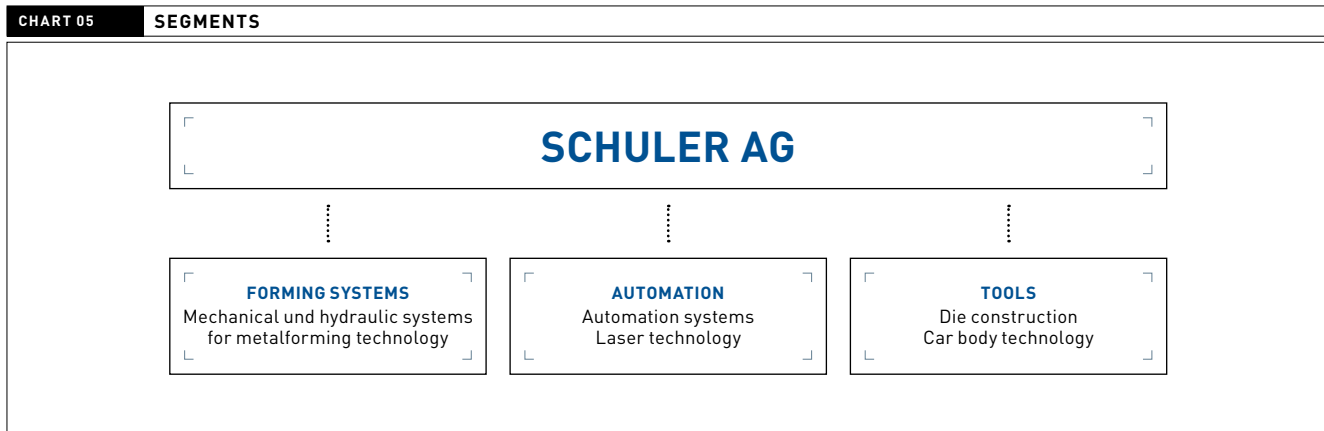 CHART 05 SEGMENTS
SCHULER AG
FORMING SYSTEMS
Mechanical und hydraulic systems
for metalforming technology
AUTOMATION
Automation systems
Laser technology
TOOLS
Die construction
Car body technology